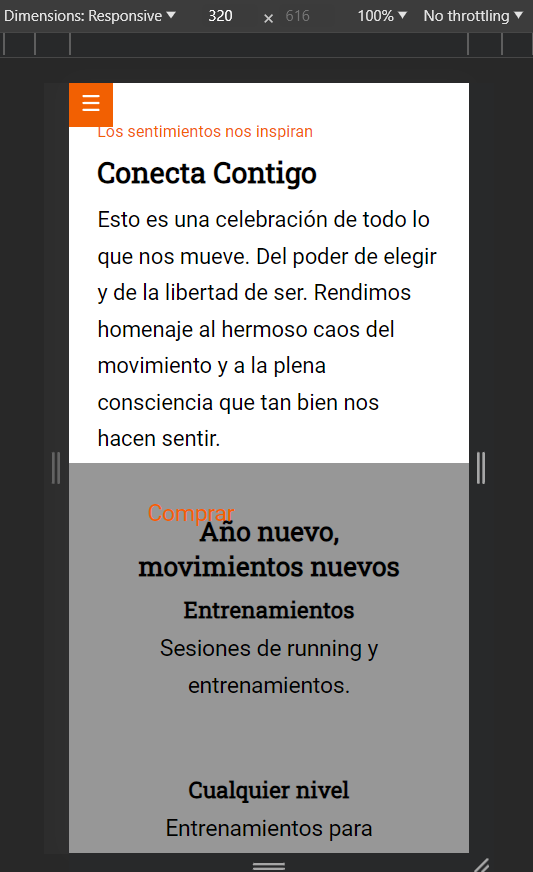 Dimensions: Responsive ▼ 320 × 616 100% ▼ No throttling ▼
☰
Los sentimientos nos inspiran
Conecta Contigo
Esto es una celebración de todo lo
que nos mueve. Del poder de elegir
y de la libertad de ser. Rendimos
homenaje al hermoso caos del
movimiento y a la plena
consciencia que tan bien nos
hacen sentir.
Comprar
Año nuevo,
movimientos nuevos
Entrenamientos
Sesiones de running y
entrenamientos.
Cualquier nivel
Entrenamientos para